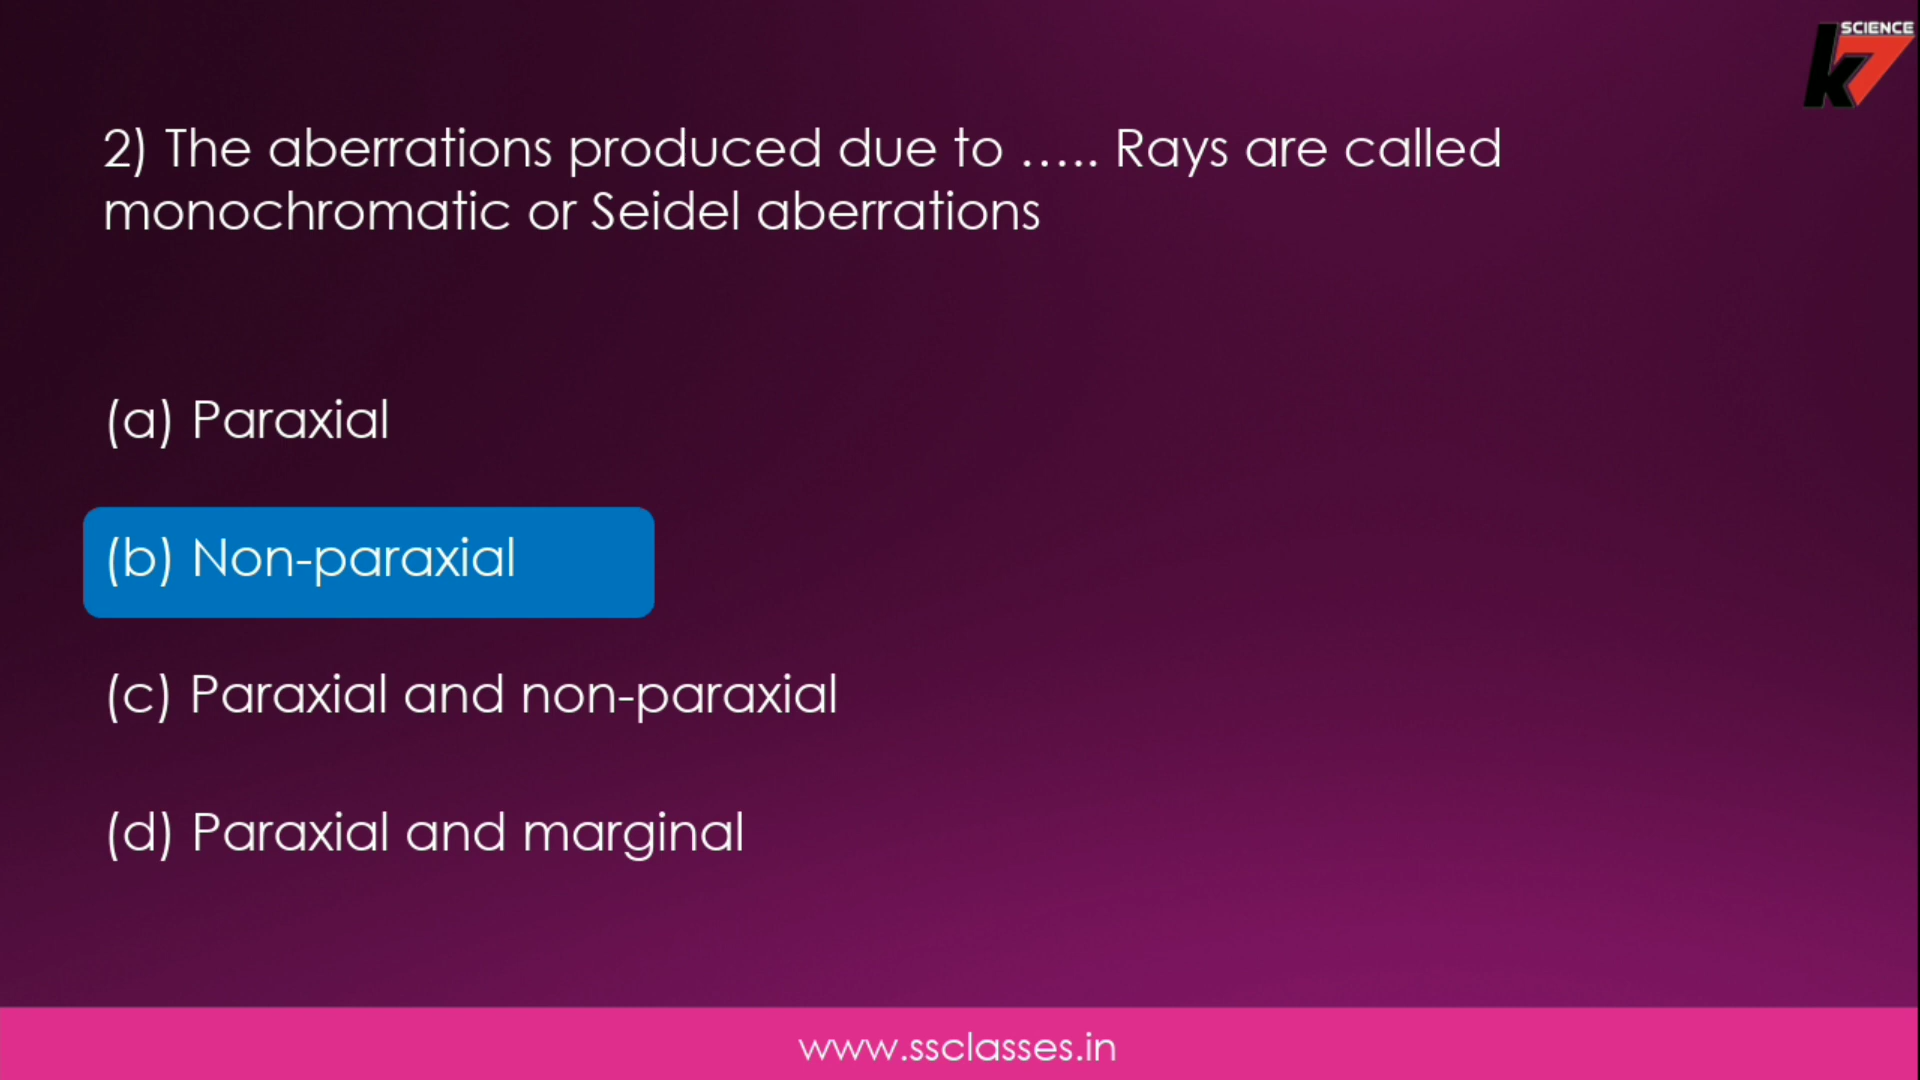 SCIENCE
k7
2) The aberrations produced due to ..... Rays are called
monochromatic or Seidel aberrations
(a) Paraxial
(b) Non-paraxial
(c) Paraxial and non-paraxial
(d) Paraxial and marginal
www.ssclasses.in